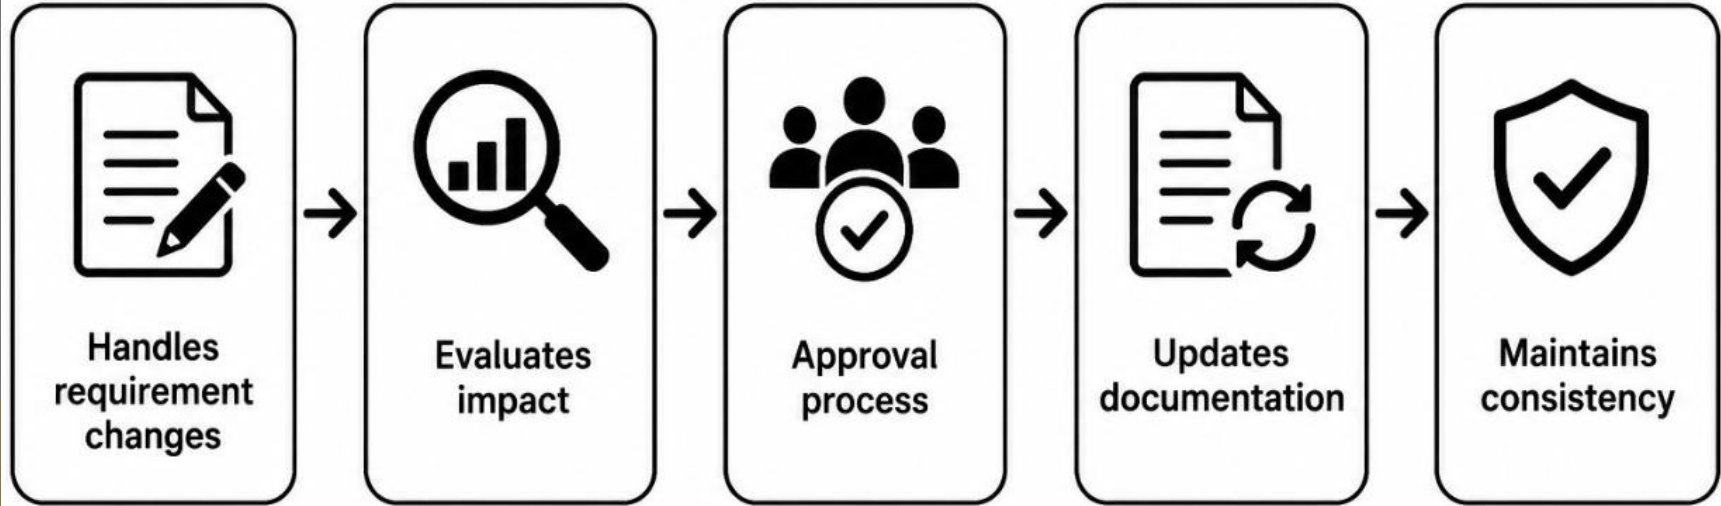 Handles
requirement
changes
Evaluates
impact
Approval
process
Updates
documentation
Maintains
consistency